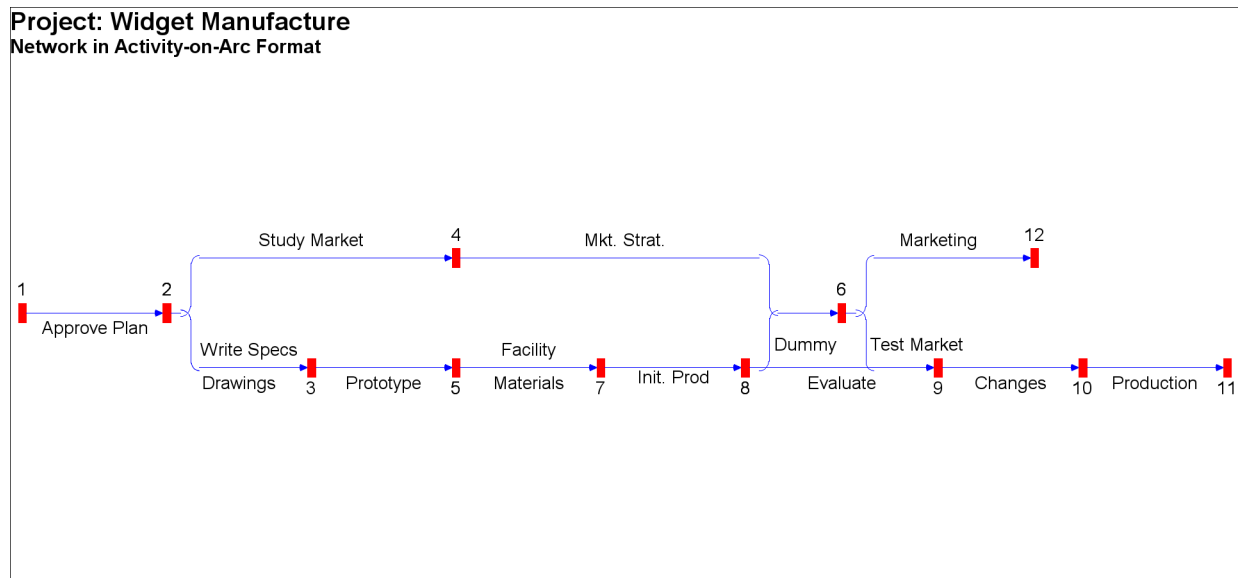 Project: Widget Manufacture
Network in Activity-on-Arc Format
4
12
Study Market
Mkt. Strat.
Marketing
1
2
6
Approve Plan
Write Specs
Facility
Dummy
Test Market
Drawings
3
Prototype
5
Materials
7
Init. Prod
8
Evaluate
9
Changes
10
Production
11